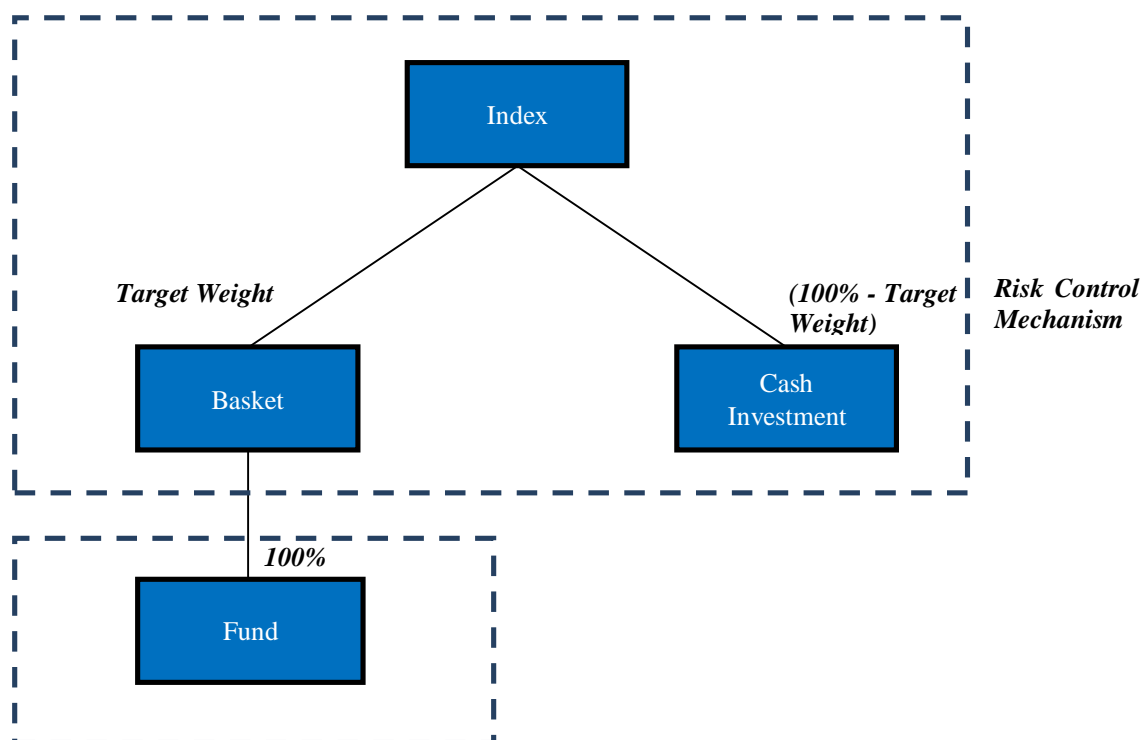 Index
Target Weight
(100% - Target
Weight)
Risk Control
Mechanism
Basket
Cash
Investment
100%
Fund